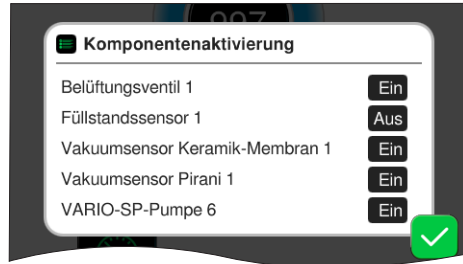 997
Komponentenaktivierung
Belüftungsventil 1 Ein
Füllstandssensor 1 Aus
Vakuumsensor Keramik-Membran 1 Ein
Vakuumsensor Pirani 1 Ein
VARIO-SP-Pumpe 6 Ein